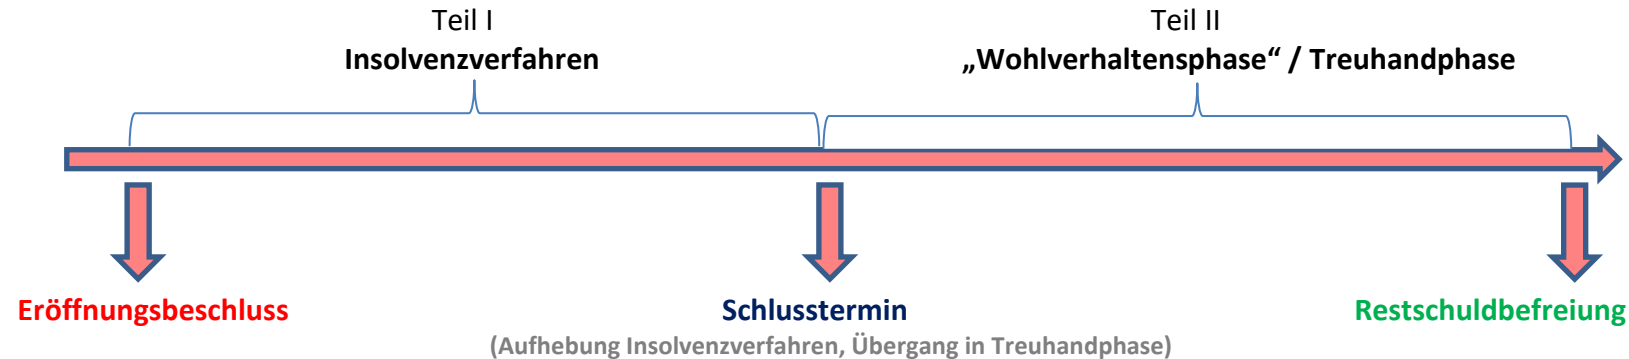 Teil I
Insolvenzverfahren
Teil II
„Wohlverhaltensphase“ / Treuhandphase
Eröffnungsbeschluss
Schlusstermin
(Aufhebung Insolvenzverfahren, Übergang in Treuhandphase)
Restschuldbefreiung